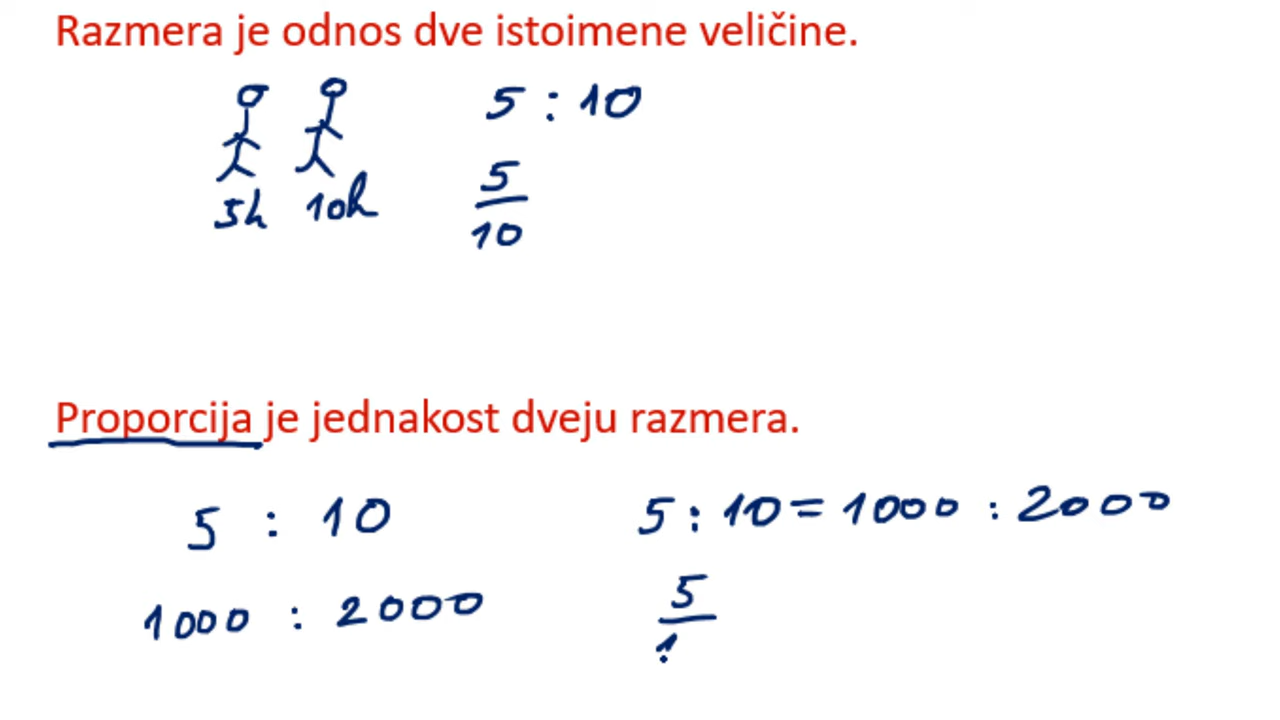 Razmera je odnos dve istoimene veličine.
5 : 10
5
10
5h 10h
Proporcija je jednakost dveju razmera.
5 : 10
1000 : 2000
5 : 10 = 1000 : 2000
5
1